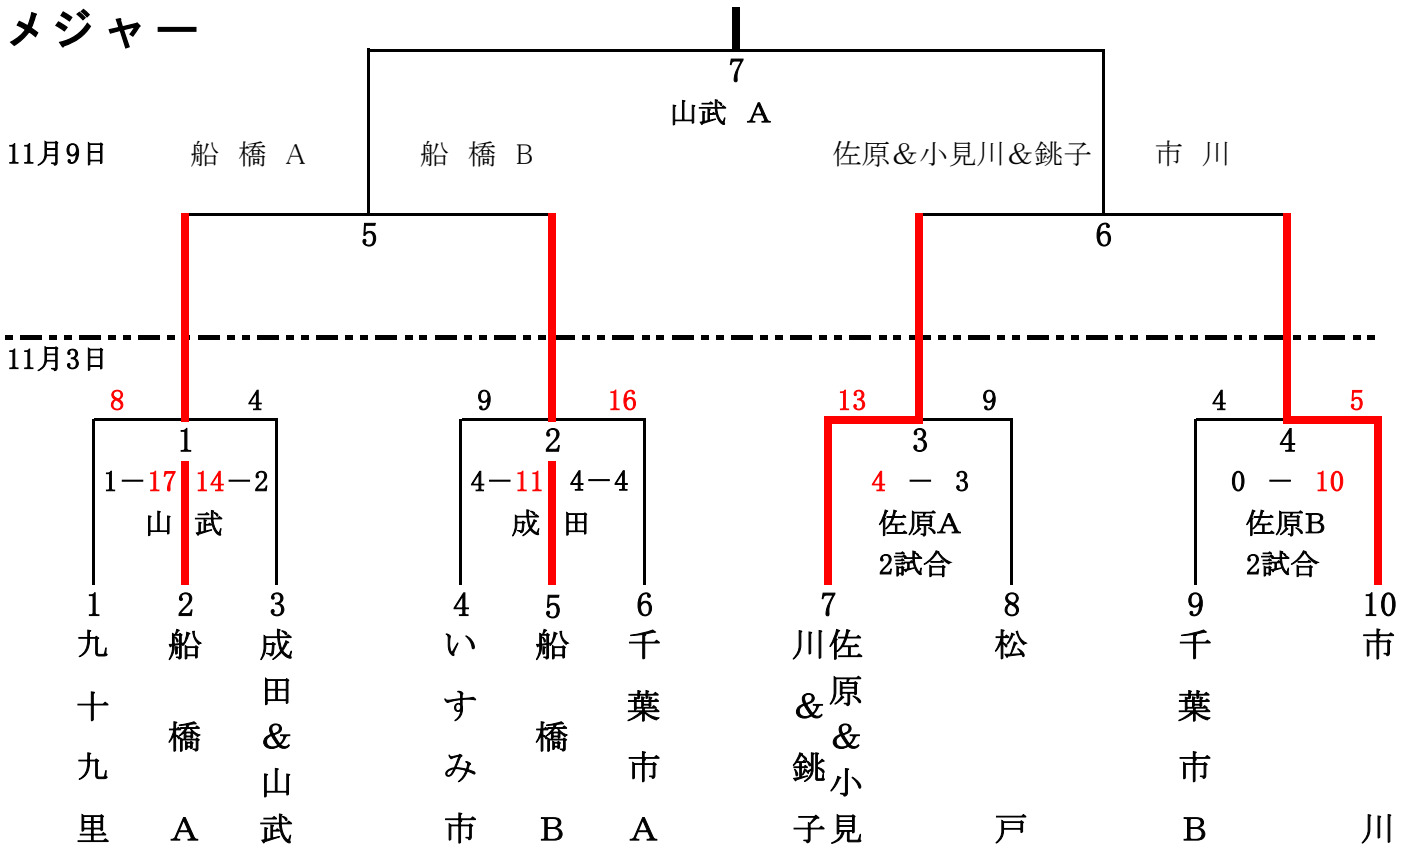 メジャー
7
山武 A
11月9日 船橋A 船橋B 佐原&小見川&銚子 市川
5 6
11月3日
8 4 9 16 13 9 4 5
1 2 3 4
1-17 14-2 4-11 4-4 4 - 3 0 - 10
山武 成田 佐原A 佐原B
2試合 2試合
1 2 3 4 5 6 7 8 9 10
九十九里
船橋A
成田&山武
いすみ市
船橋B
千葉市A
佐原&小見
川&銚子
松戸
千葉市B
市川